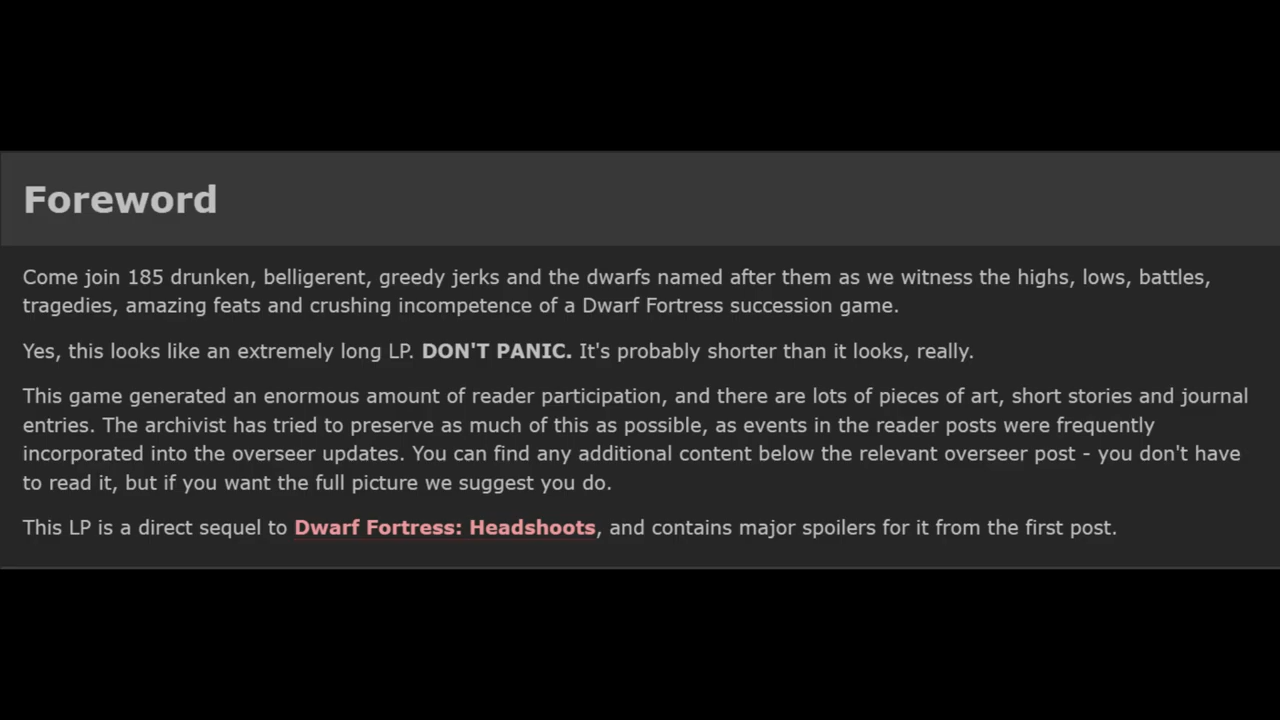 Foreword
Come join 185 drunken, belligerent, greedy jerks and the dwarfs named after them as we witness the highs, lows, battles,
tragedies, amazing feats and crushing incompetence of a Dwarf Fortress succession game.
Yes, this looks like an extremely long LP. DON'T PANIC. It's probably shorter than it looks, really.
This game generated an enormous amount of reader participation, and there are lots of pieces of art, short stories and journal
entries. The archivist has tried to preserve as much of this as possible, as events in the reader posts were frequently
incorporated into the overseer updates. You can find any additional content below the relevant overseer post - you don't have
to read it, but if you want the full picture we suggest you do.
This LP is a direct sequel to Dwarf Fortress: Headshoots, and contains major spoilers for it from the first post.